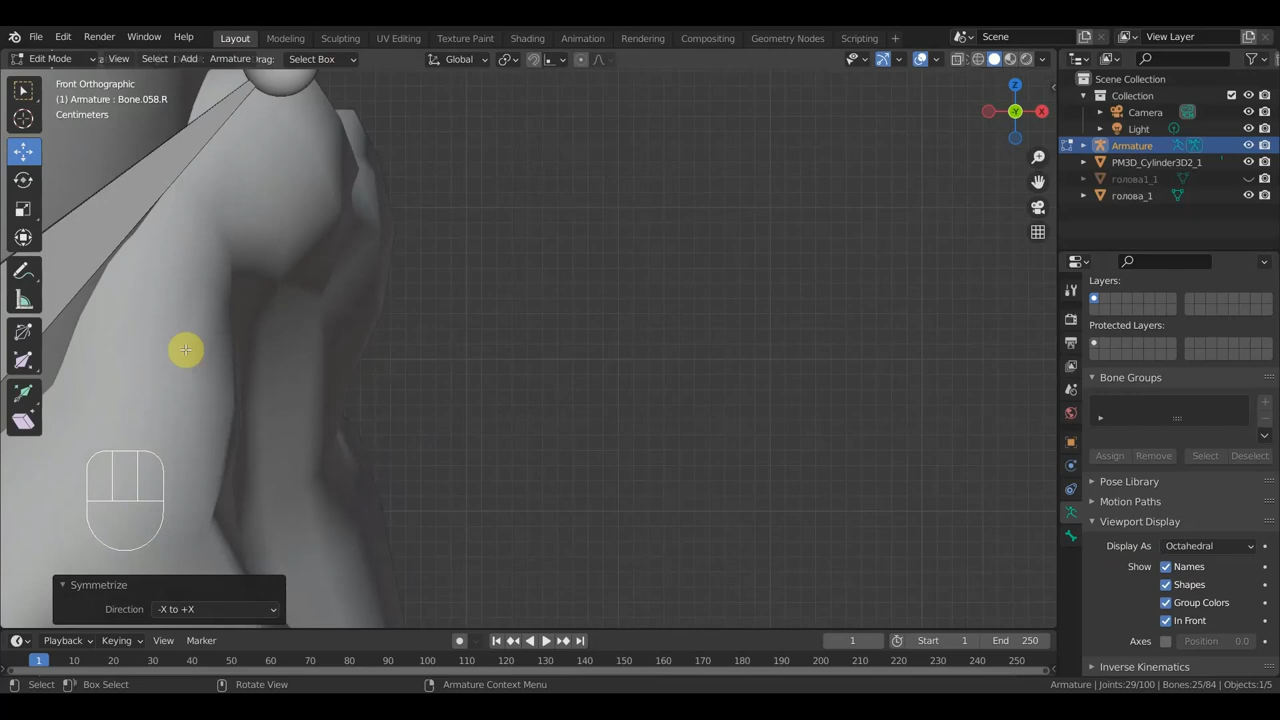 File Edit Render Window Help Layout Modeling Sculpting UV Editing Texture Paint Shading Animation Rendering Compositing Geometry Nodes Scripting + Scene View Layer
Edit Mode View Select Add Armature Drag: Select Box Global
Front Orthographic
(1) Armature : Bone.058.R
Centimeters
Z
X
-Y
Scene Collection
Collection
Camera
Light
Armature
PM3D_Cylinder3D2_1
голова1_1
голова_1
Layers:
Protected Layers:
Bone Groups
Assign Remove Select Deselect
Pose Library
Motion Paths
Viewport Display
Display As Octahedral
Show Names
Shapes
Group Colors
In Front
Axes Position 0.0
Inverse Kinematics
Symmetrize
Direction -X to +X
Playback Keying View Marker 1 Start 1 End 250
1 10 20 30 40 50 60 70 80 90 100 110 120 130 140 150 160 170 180 190 200 210 220 230 240 250
Select Box Select Rotate View Armature Context Menu Armature | Joints:29/100 | Bones:25/84 | Objects:1/5